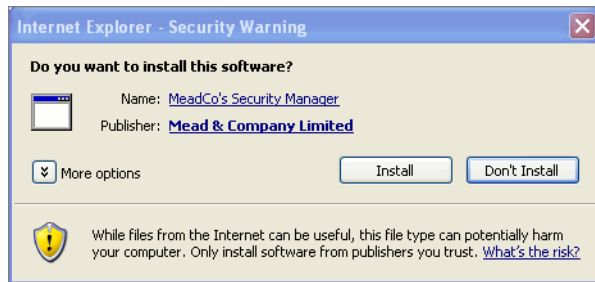 Internet Explorer - Security Warning
Do you want to install this software?
Name: MeadCo's Security Manager
Publisher: Mead & Company Limited
More options
Install
Don't Install
While files from the Internet can be useful, this file type can potentially harm
your computer. Only install software from publishers you trust. What's the risk?